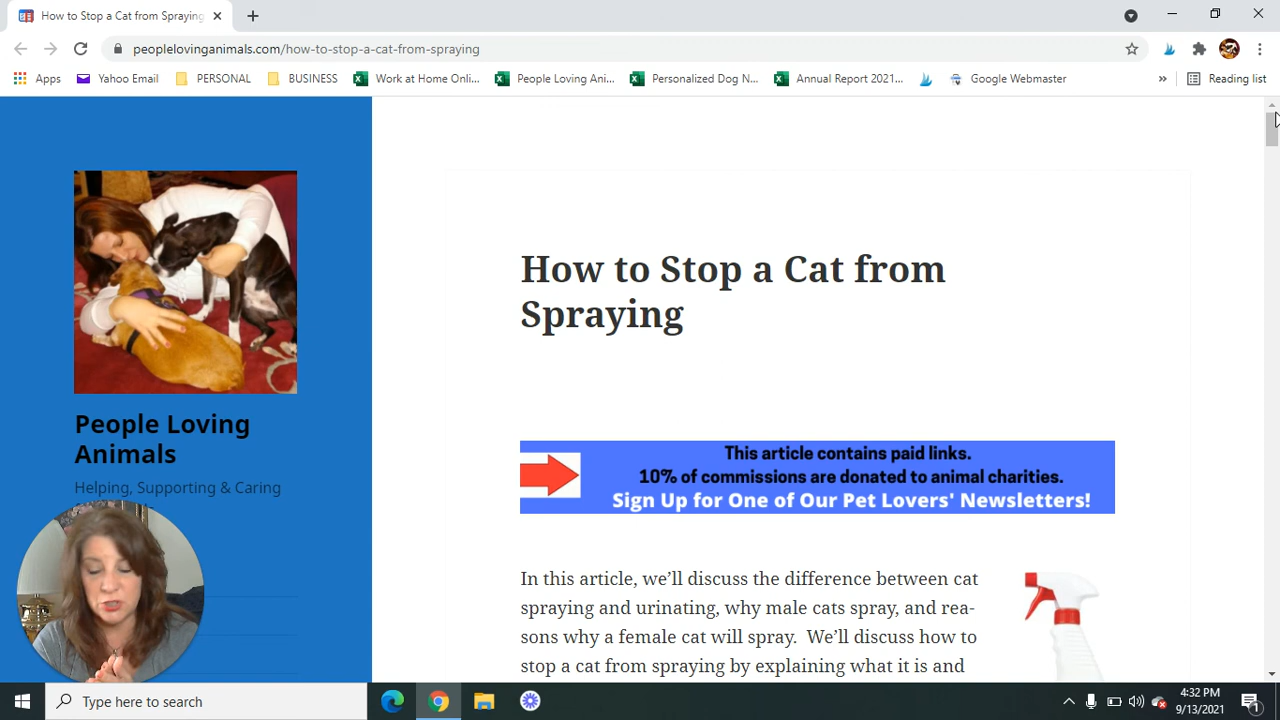 How to Stop a Cat from Spraying
peoplelovinganimals.com/how-to-stop-a-cat-from-spraying
Apps
Yahoo Email
PERSONAL
BUSINESS
Work at Home Onli...
People Loving Ani...
Personalized Dog N...
Annual Report 2021...
Google Webmaster
»
Reading list
People Loving
Animals
Helping, Supporting & Caring
How to Stop a Cat from
Spraying
This article contains paid links.
10% of commissions are donated to animal charities.
Sign Up for One of Our Pet Lovers' Newsletters!
In this article, we'll discuss the difference between cat
spraying and urinating, why male cats spray, and rea-
sons why a female cat will spray. We'll discuss how to
stop a cat from spraying by explaining what it is and
Type here to search
4:32 PM
9/13/2021
1